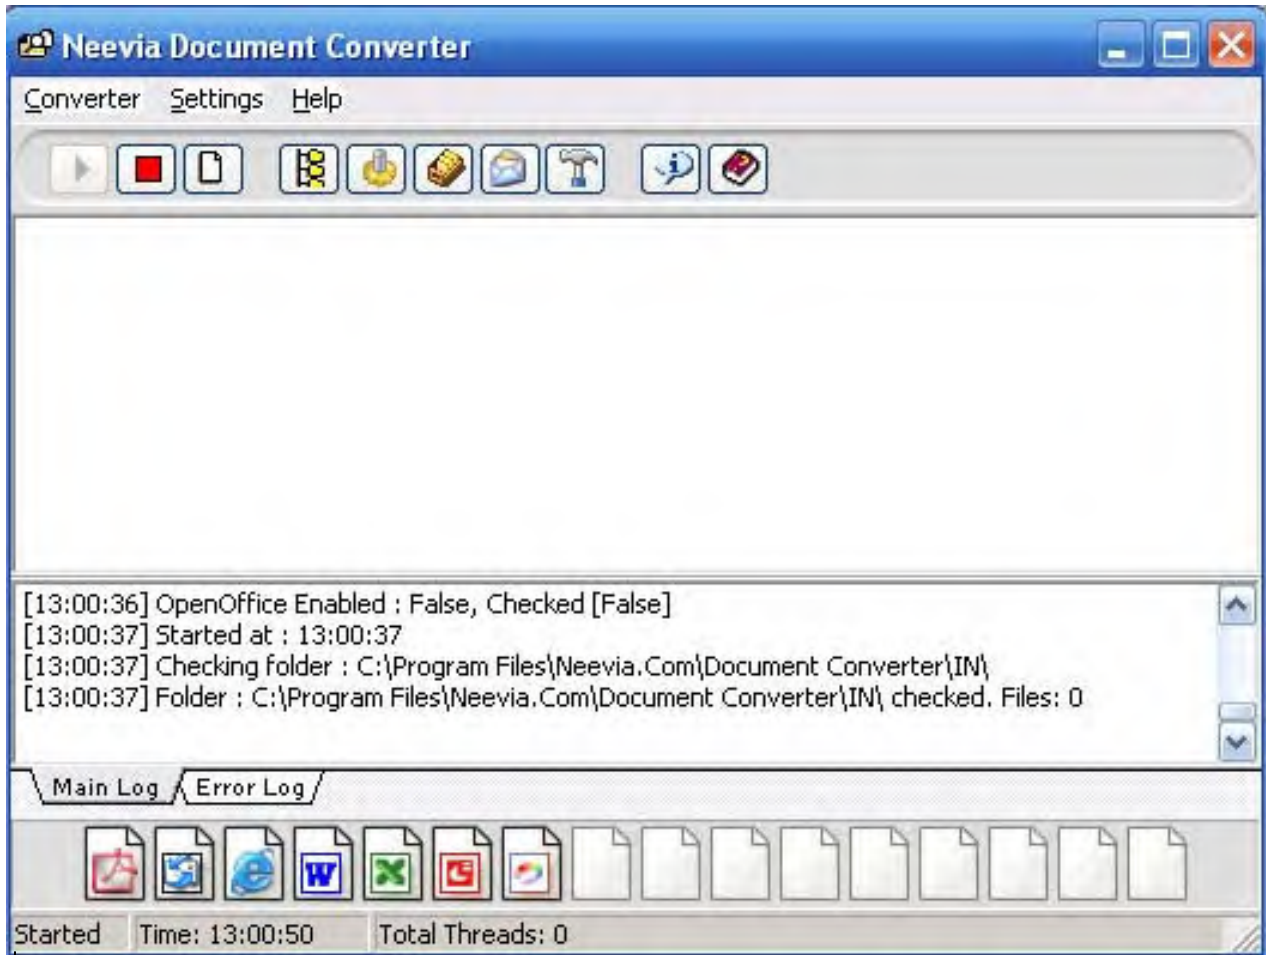 Neevia Document Converter
Converter Settings Help
[13:00:36] OpenOffice Enabled : False, Checked [False]
[13:00:37] Started at : 13:00:37
[13:00:37] Checking folder : C:\Program Files\Neevia.Com\Document Converter\IN\
[13:00:37] Folder : C:\Program Files\Neevia.Com\Document Converter\IN\ checked. Files: 0
Main Log Error Log
Started Time: 13:00:50 Total Threads: 0